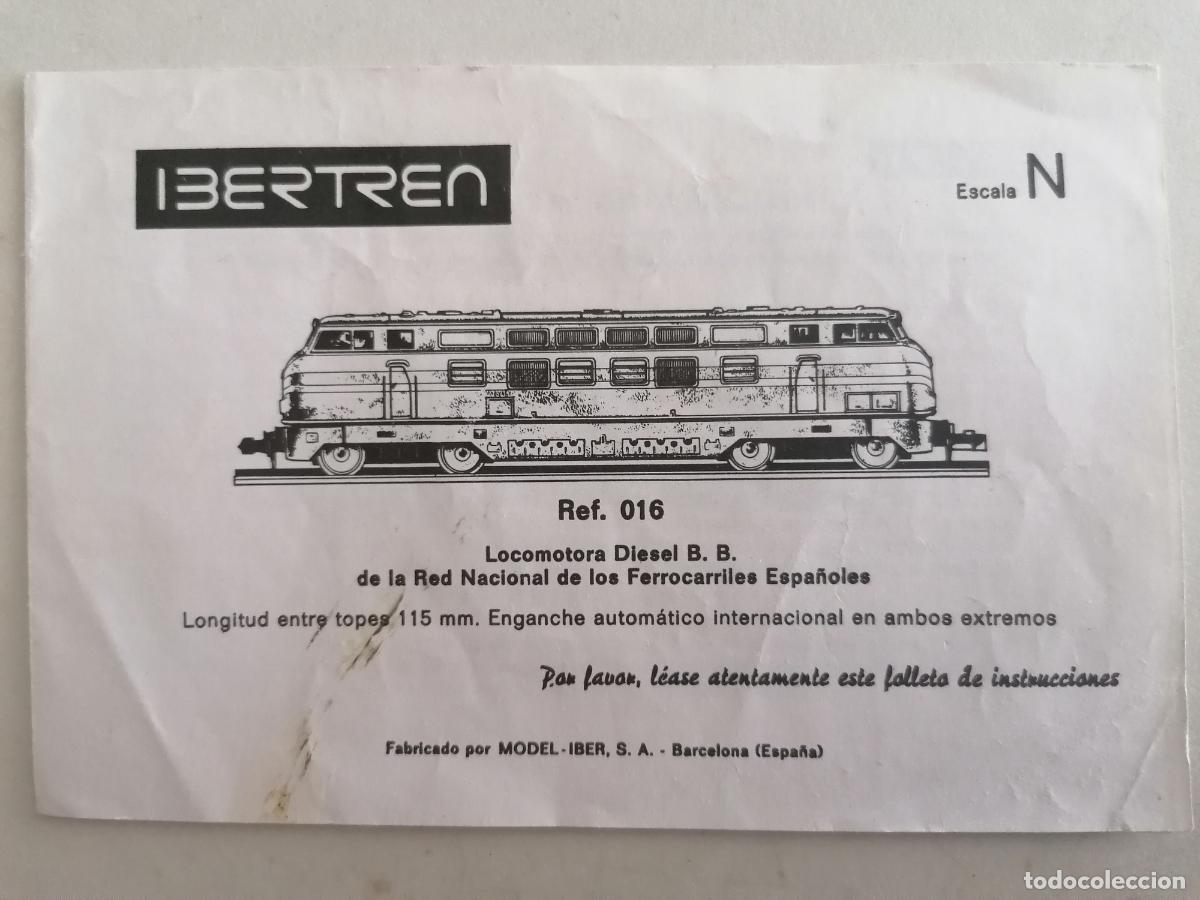 IBERTREN
Escala N
Ref. 016
Locomotora Diesel B. B.
de la Red Nacional de los Ferrocarriles Españoles
Longitud entre topes 115 mm. Enganche automático internacional en ambos extremos
Por favor, léase atentamente este folleto de instrucciones
Fabricado por MODEL-IBER, S. A. - Barcelona (España)
todocoleccion